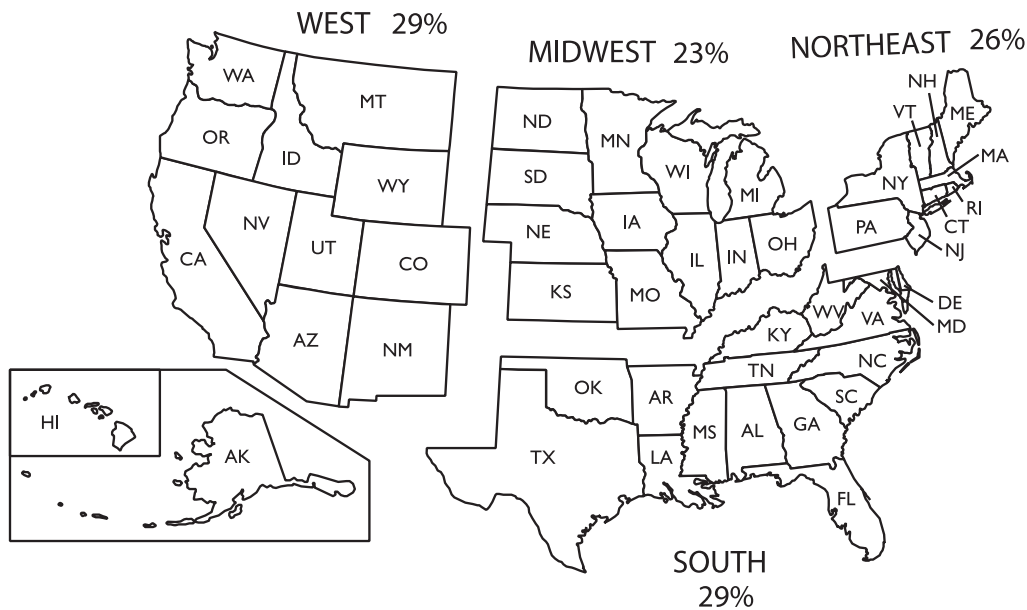 WEST 29%
MIDWEST 23%
NORTHEAST 26%
NH
VT
ME
WA
MT
ND
MN
OR
ID
WI
MA
SD
MI
WY
NY
RI
NV
IA
CT
PA
NE
UT
OH
NJ
CA
CO
IL
IN
KS
MO
DE
WV
VA
MD
KY
AZ
NM
NC
TN
OK
AR
SC
HI
GA
MS
AL
AK
TX
LA
FL
SOUTH
29%